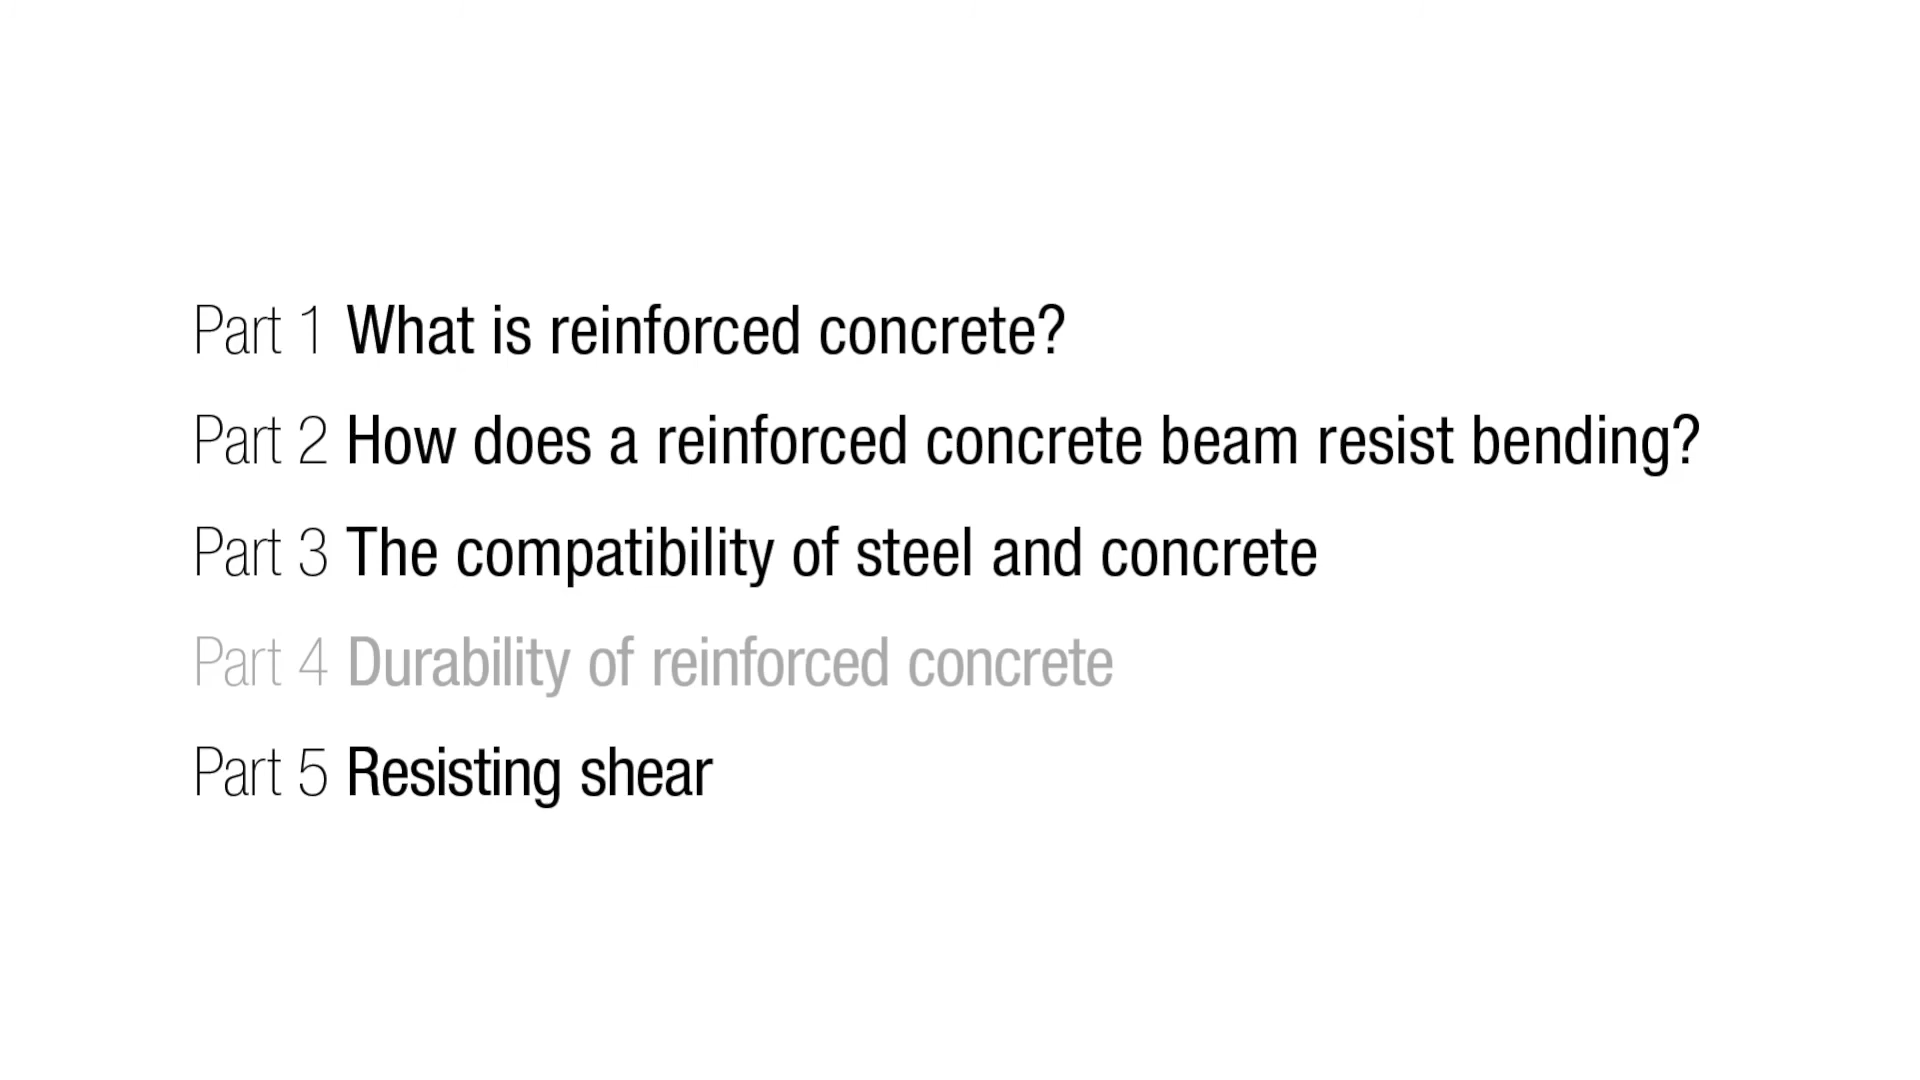 Part 1 What is reinforced concrete?
Part 2 How does a reinforced concrete beam resist bending?
Part 3 The compatibility of steel and concrete
Part 4 Durability of reinforced concrete
Part 5 Resisting shear